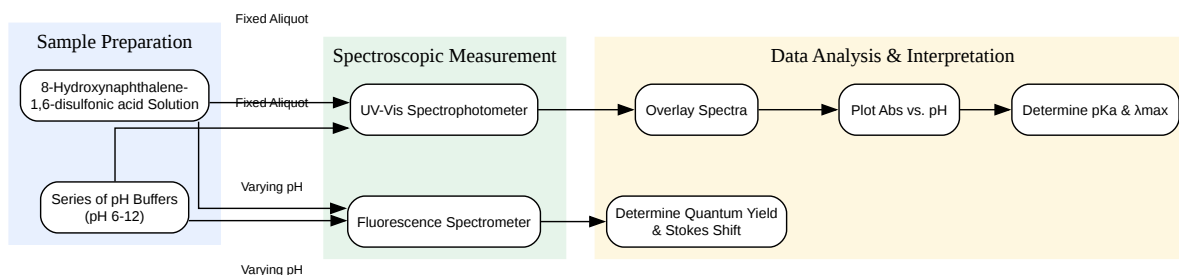 Fixed Aliquot
Sample Preparation
Spectroscopic Measurement
Data Analysis & Interpretation
8-Hydroxynaphthalene-
1,6-disulfonic acid Solution
Fixed Aliquot
UV-Vis Spectrophotometer
Overlay Spectra
Plot Abs vs. pH
Determine pKa & λmax
Varying pH
Series of pH Buffers
(pH 6-12)
Fluorescence Spectrometer
Determine Quantum Yield
& Stokes Shift
Varying pH